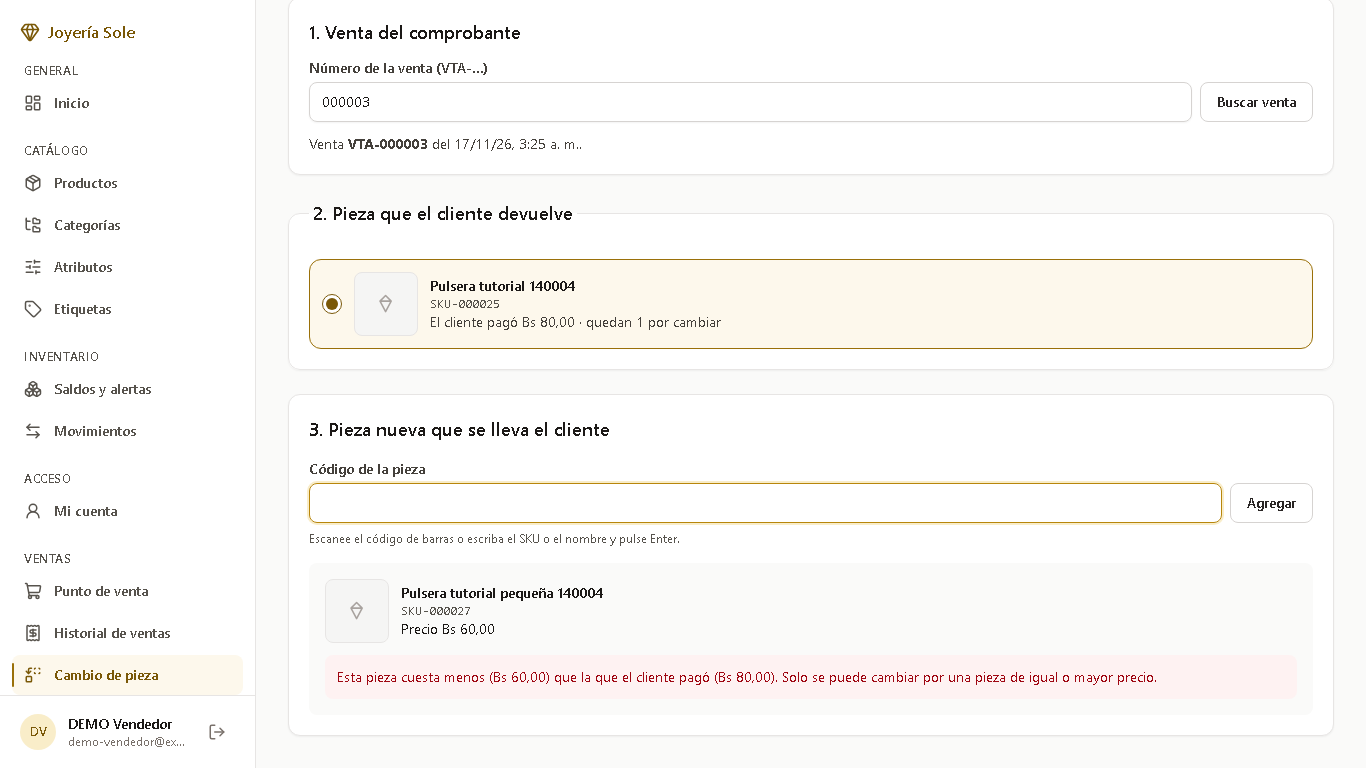 Joyería Sole
GENERAL
Inicio
CATÁLOGO
Productos
Categorías
Atributos
Etiquetas
INVENTARIO
Saldos y alertas
Movimientos
ACCESO
Mi cuenta
VENTAS
Punto de venta
Historial de ventas
Cambio de pieza
DV
DEMO Vendedor
demo-vendedor@ex...
1. Venta del comprobante
Número de la venta (VTA-...)
000003
Buscar venta
Venta VTA-000003 del 17/11/26, 3:25 a. m..
2. Pieza que el cliente devuelve
Pulsera tutorial 140004
SKU-000025
El cliente pagó Bs 80,00 · quedan 1 por cambiar
3. Pieza nueva que se lleva el cliente
Código de la pieza
Agregar
Escanee el código de barras o escriba el SKU o el nombre y pulse Enter.
Pulsera tutorial pequeña 140004
SKU-000027
Precio Bs 60,00
Esta pieza cuesta menos (Bs 60,00) que la que el cliente pagó (Bs 80,00). Solo se puede cambiar por una pieza de igual o mayor precio.